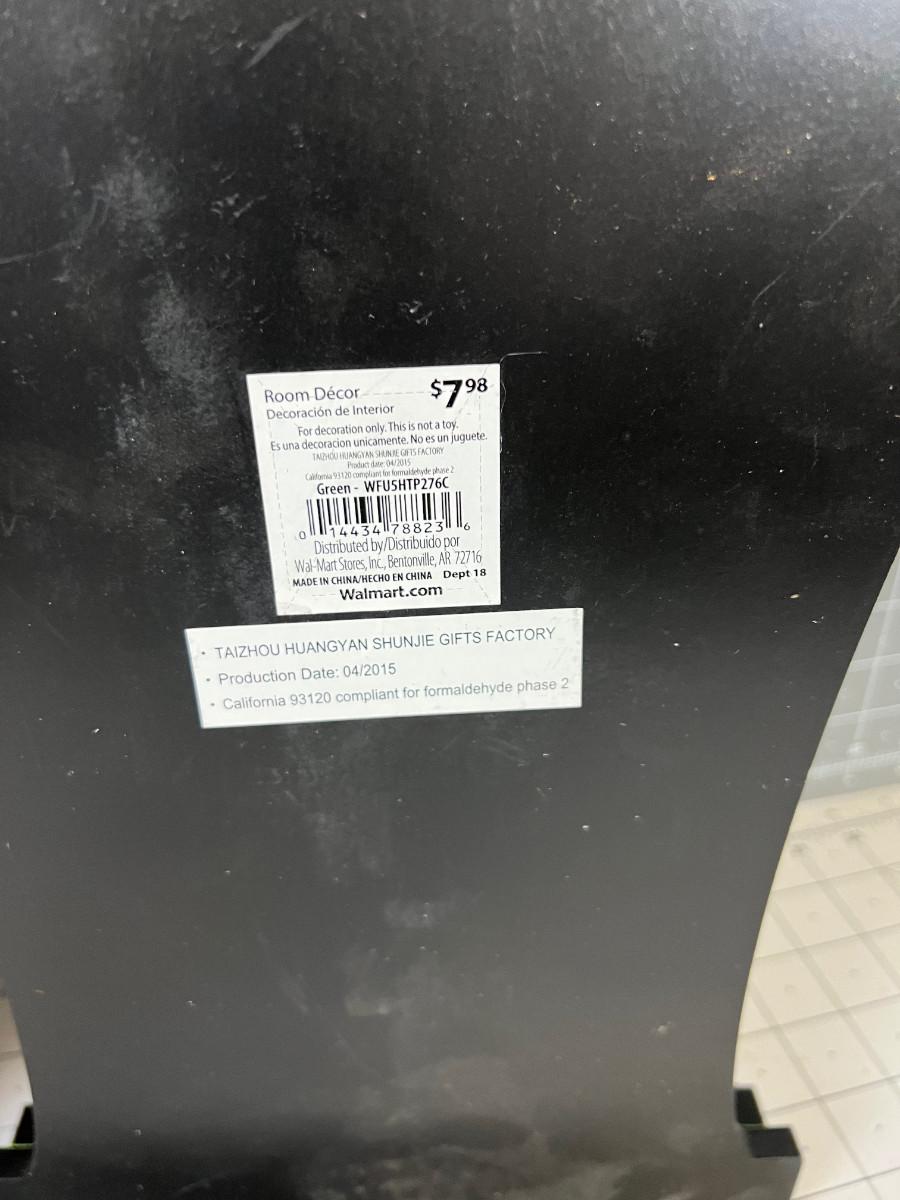 Room Décor $7.98
Decoración de Interior
For decoration only. This is not a toy.
Es una decoracion unicamente. No es un juguete.
TAIZHOU HUANGYAN SHUNJIE GIFTS FACTORY
Product date: 04/2015
California 93120 compliant for formaldehyde phase 2
Green - WFU5HTP276C
0 14434 78823 6
Distributed by/Distribuido por
Wal-Mart Stores, Inc., Bentonville, AR 72716
MADE IN CHINA/HECHO EN CHINA Dept 18
Walmart.com
• TAIZHOU HUANGYAN SHUNJIE GIFTS FACTORY
• Production Date: 04/2015
• California 93120 compliant for formaldehyde phase 2